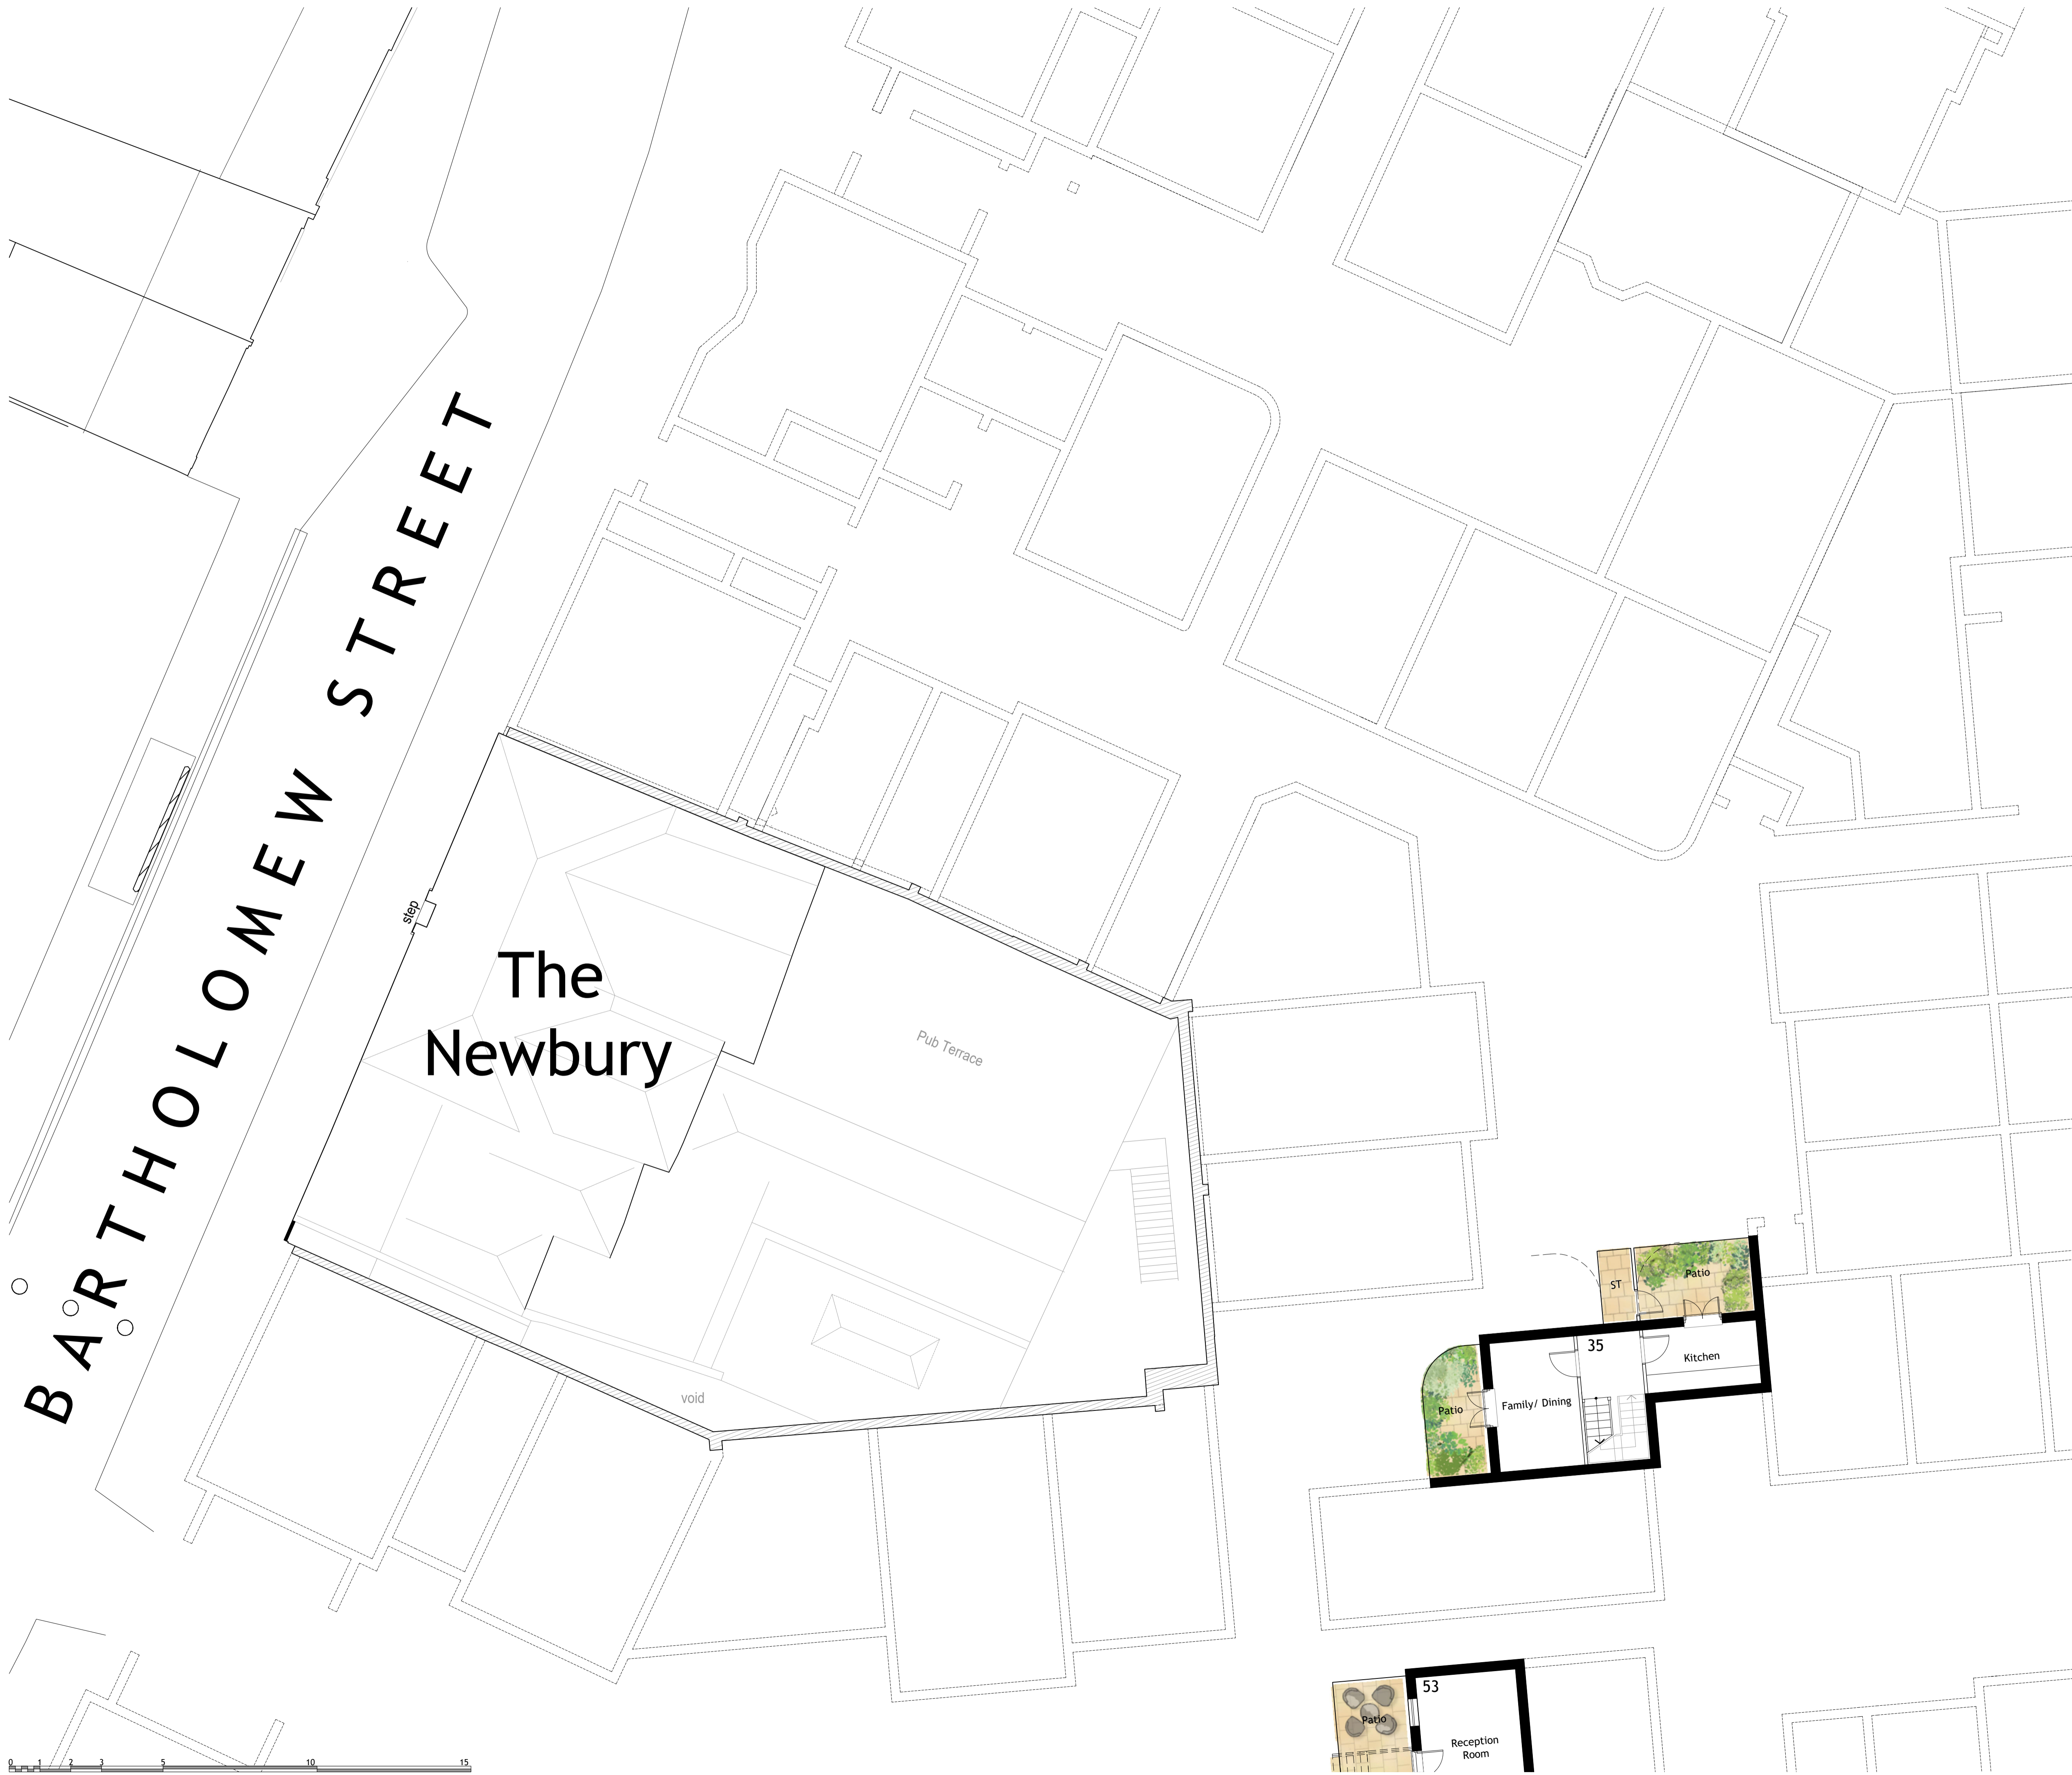 BARTHOLOMEW STREET
step
The
Newbury
Pub Terrace
void
ST
Patio
35
Kitchen
Family/ Dining
Patio
53
Patio
Reception
Room
0 1 2 3 5 10 15